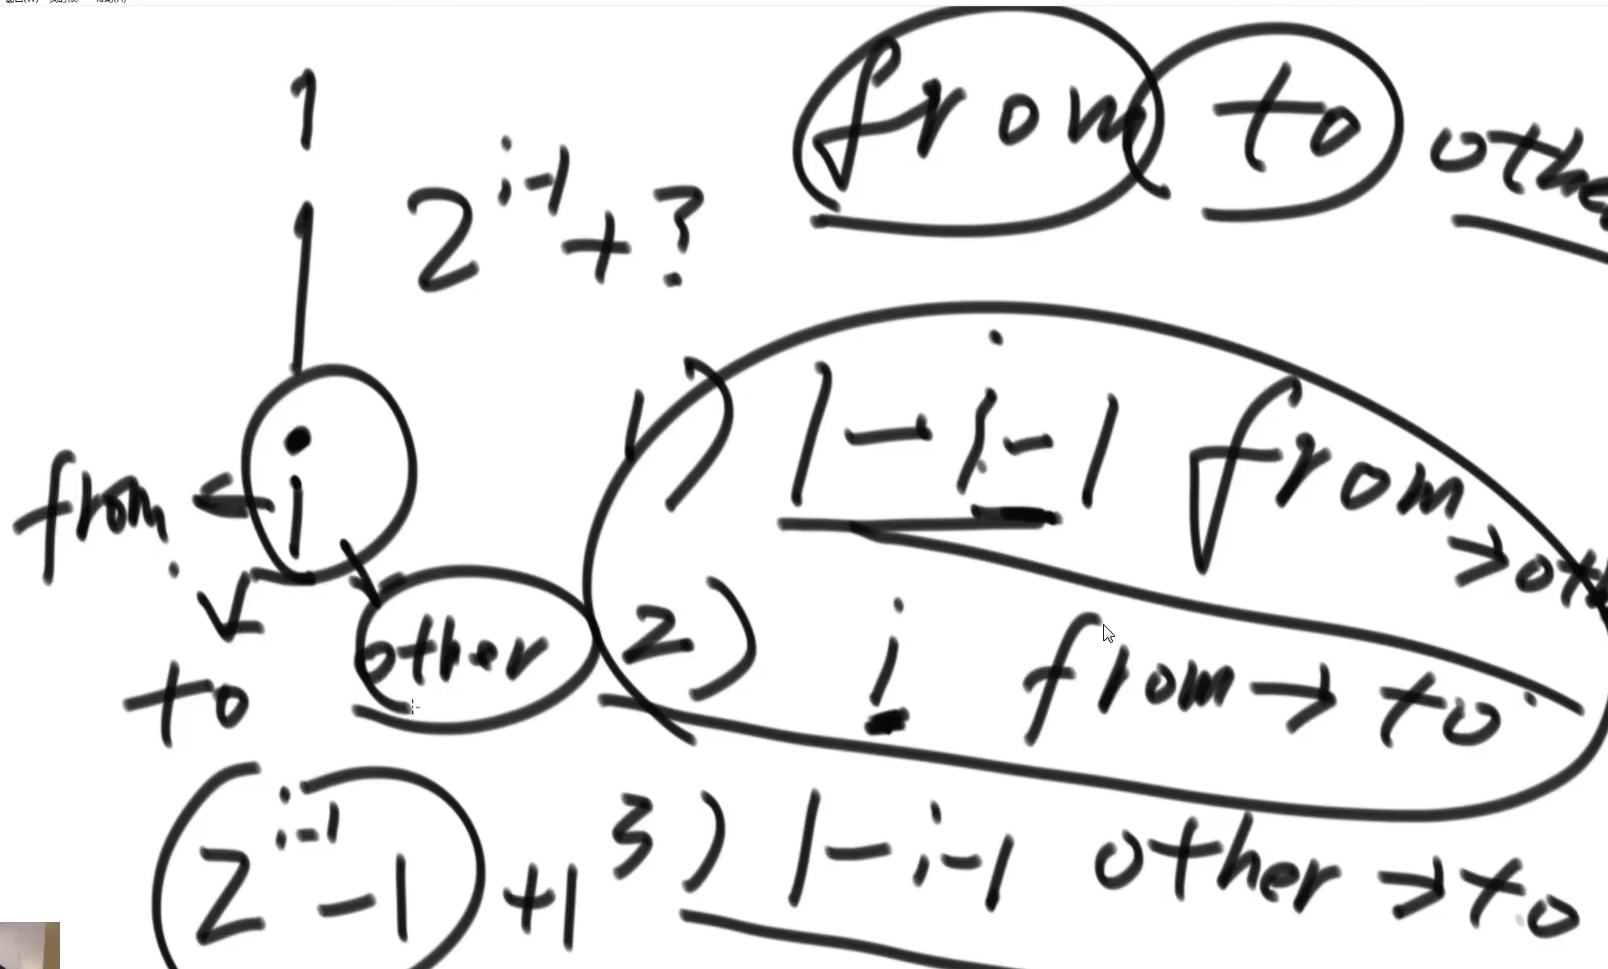 1
from to othe
2^{i-1} + ?
1) 1-i-1 from → oth
i
from
other
to
2) i from → to
2^{i-1} - 1 + 1
3) 1-i-1 other → to